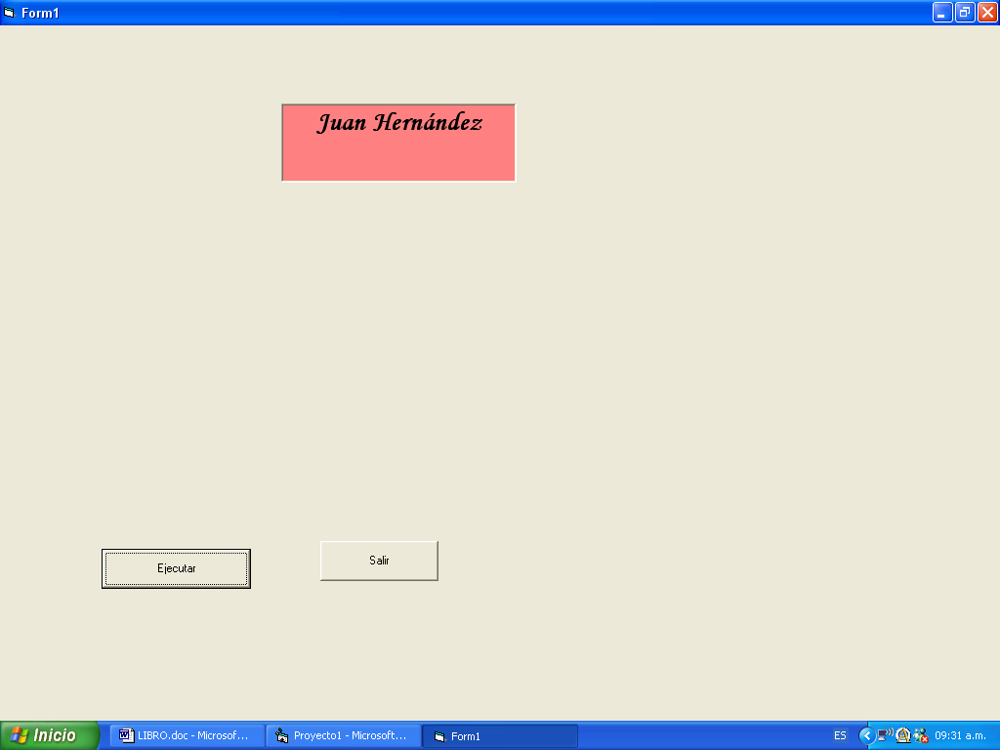 Form1
Juan Hernández
Ejecutar
Salir
Inicio
LIBRO.doc - Microsof...
Proyecto1 - Microsoft...
Form1
ES
09:31 a.m.